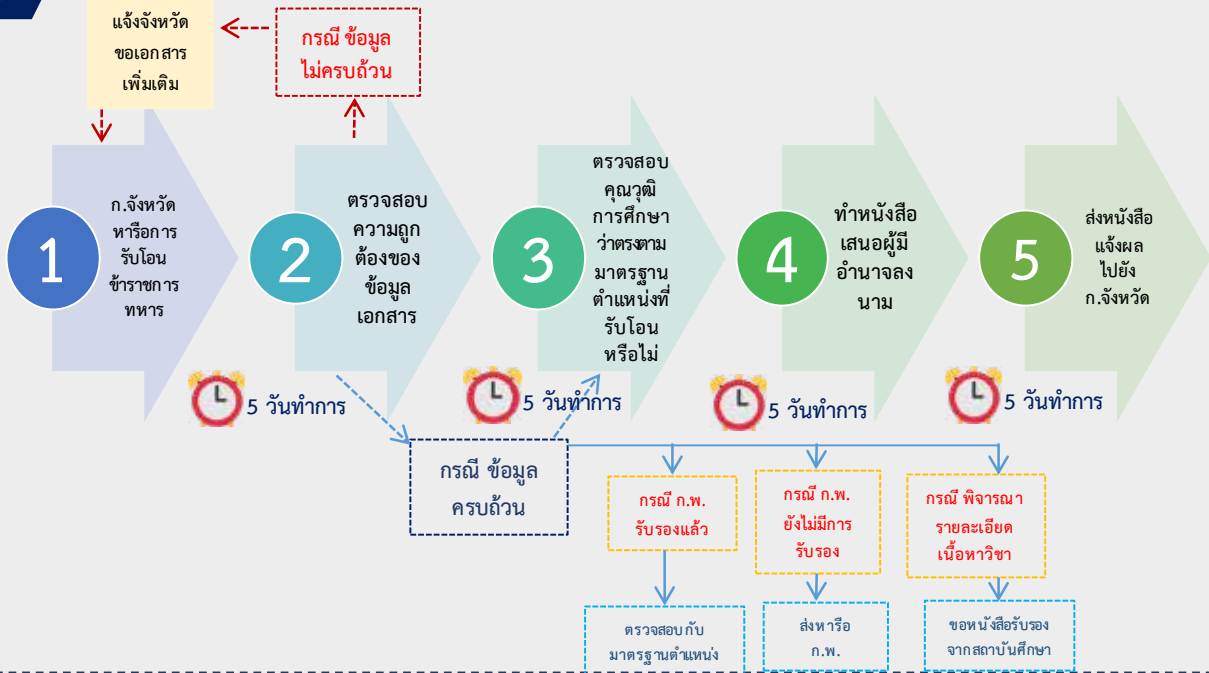 แจ้งจังหวัด
ขอเอกสาร
เพิ่มเติม
กรณี ข้อมูล
ไม่ครบถ้วน
1
ก.จังหวัด
หารือการ
รับโอน
ข้าราชการ
ทหาร
2
ตรวจสอบ
ความถูก
ต้องของ
ข้อมูล
เอกสาร
3
ตรวจสอบ
คุณวุฒิ
การศึกษา
ว่าตรงตาม
มาตรฐาน
ตำแหน่งที่
รับโอน
หรือไม่
4
ทำหนังสือ
เสนอผู้มี
อำนาจลง
นาม
5
ส่งหนังสือ
แจ้งผล
ไปยัง
ก.จังหวัด
5 วันทำการ
5 วันทำการ
5 วันทำการ
5 วันทำการ
กรณี ข้อมูล
ครบถ้วน
กรณี ก.พ.
รับรองแล้ว
กรณี ก.พ.
ยังไม่มีการ
รับรอง
กรณี พิจารณา
รายละเอียด
เนื้อหาวิชา
ตรวจสอบกับ
มาตรฐานตำแหน่ง
ส่งหารือ
ก.พ.
ขอหนังสือรับรอง
จากสถาบันศึกษา